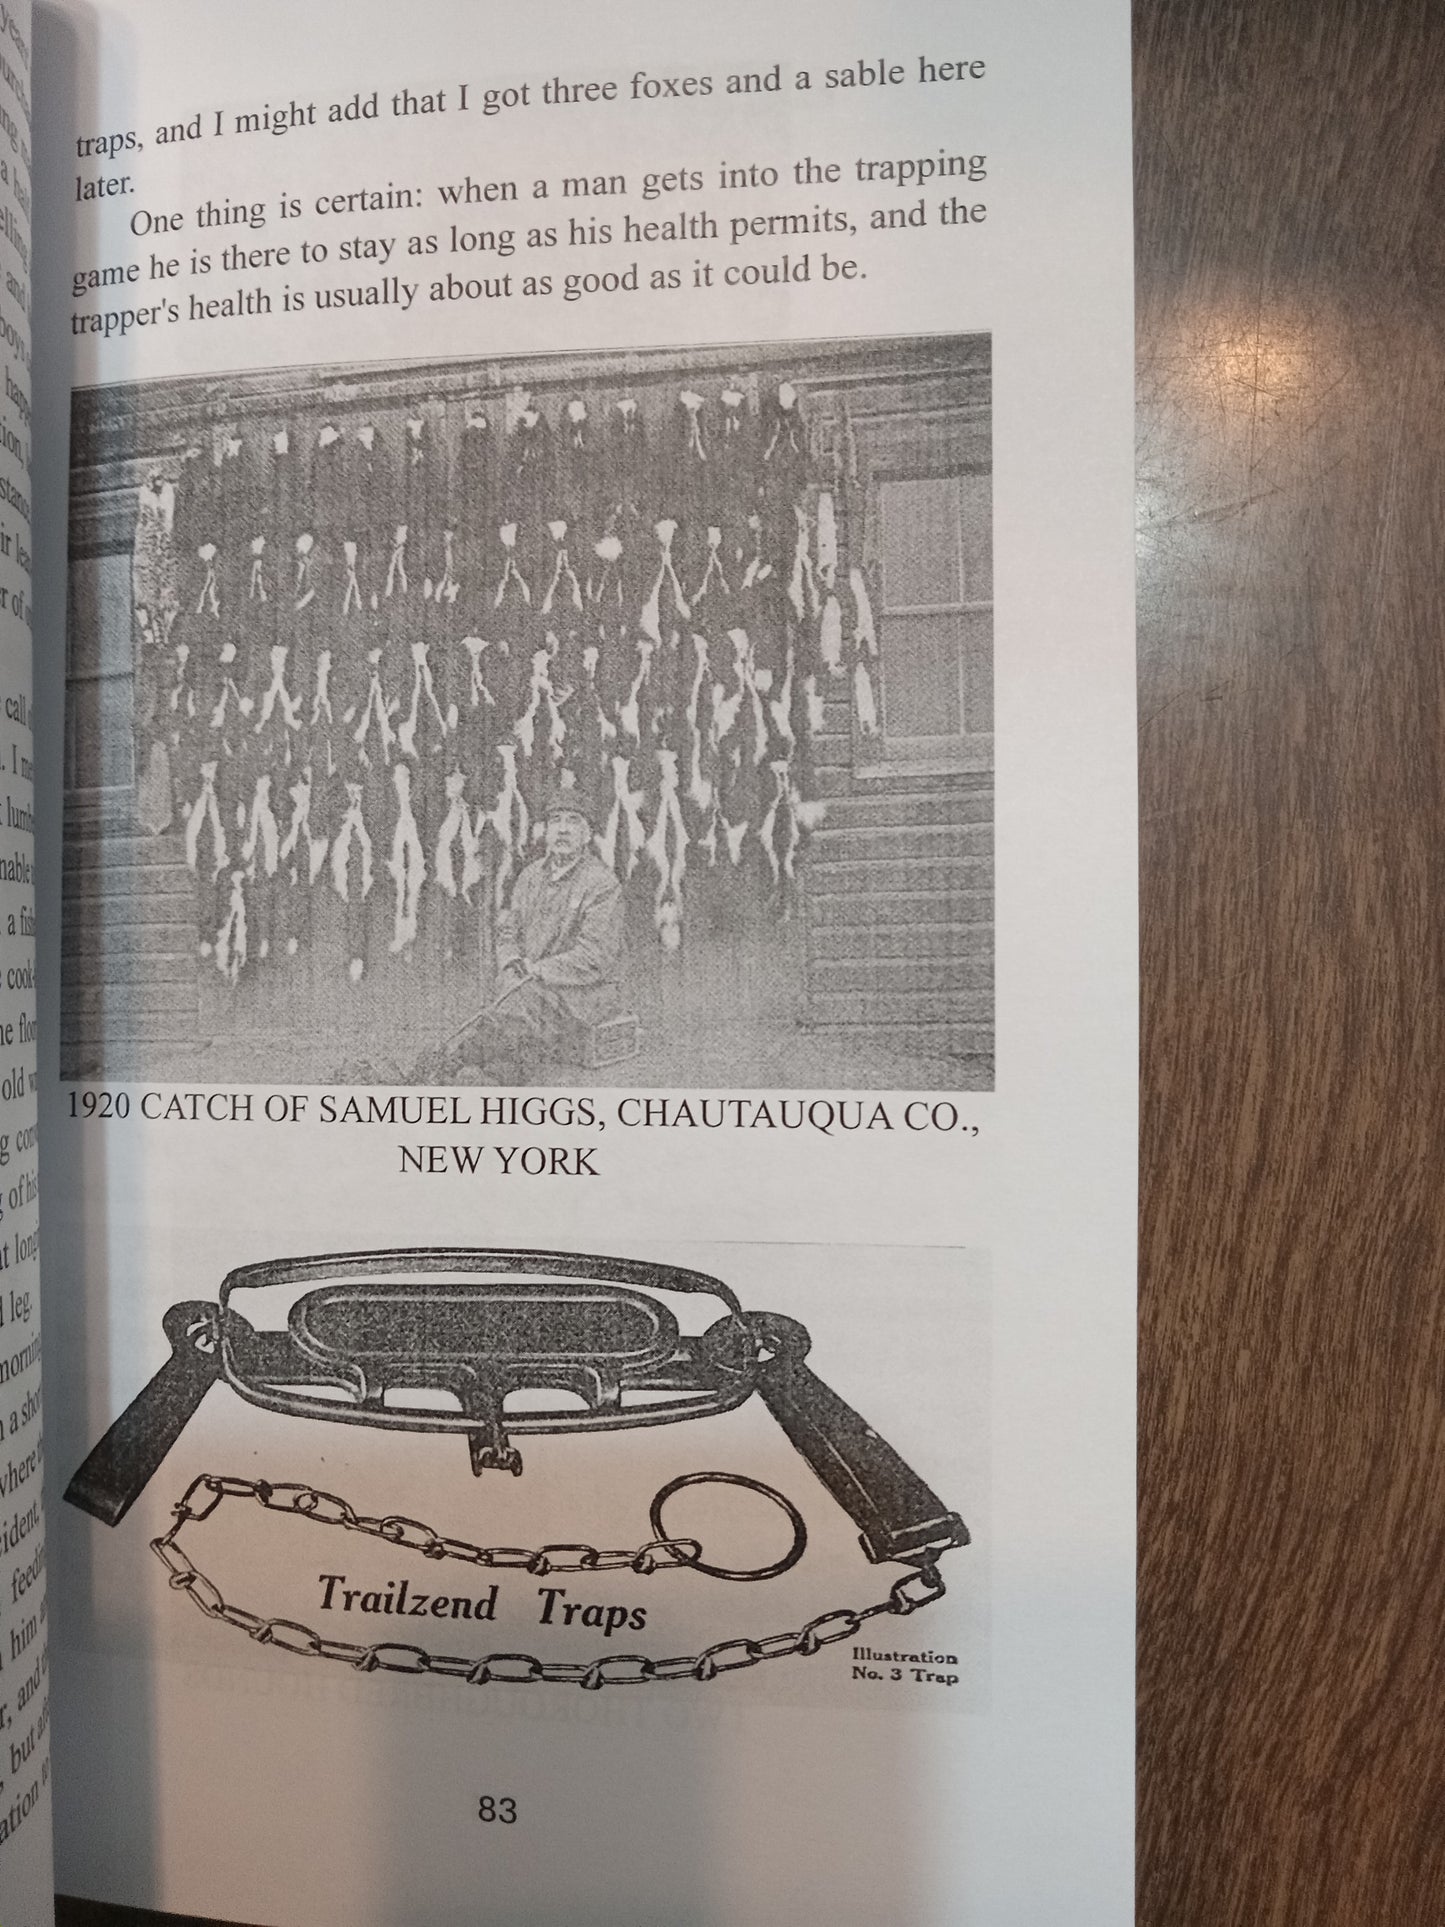 traps, and I might add that I got three foxes and a sable here
later.
One thing is certain: when a man gets into the trapping
game he is there to stay as long as his health permits, and the
trapper's health is usually about as good as it could be.
1920 CATCH OF SAMUEL HIGGS, CHAUTAUQUA CO.,
NEW YORK
Trailzend Traps
Illustration
No. 3 Trap
83